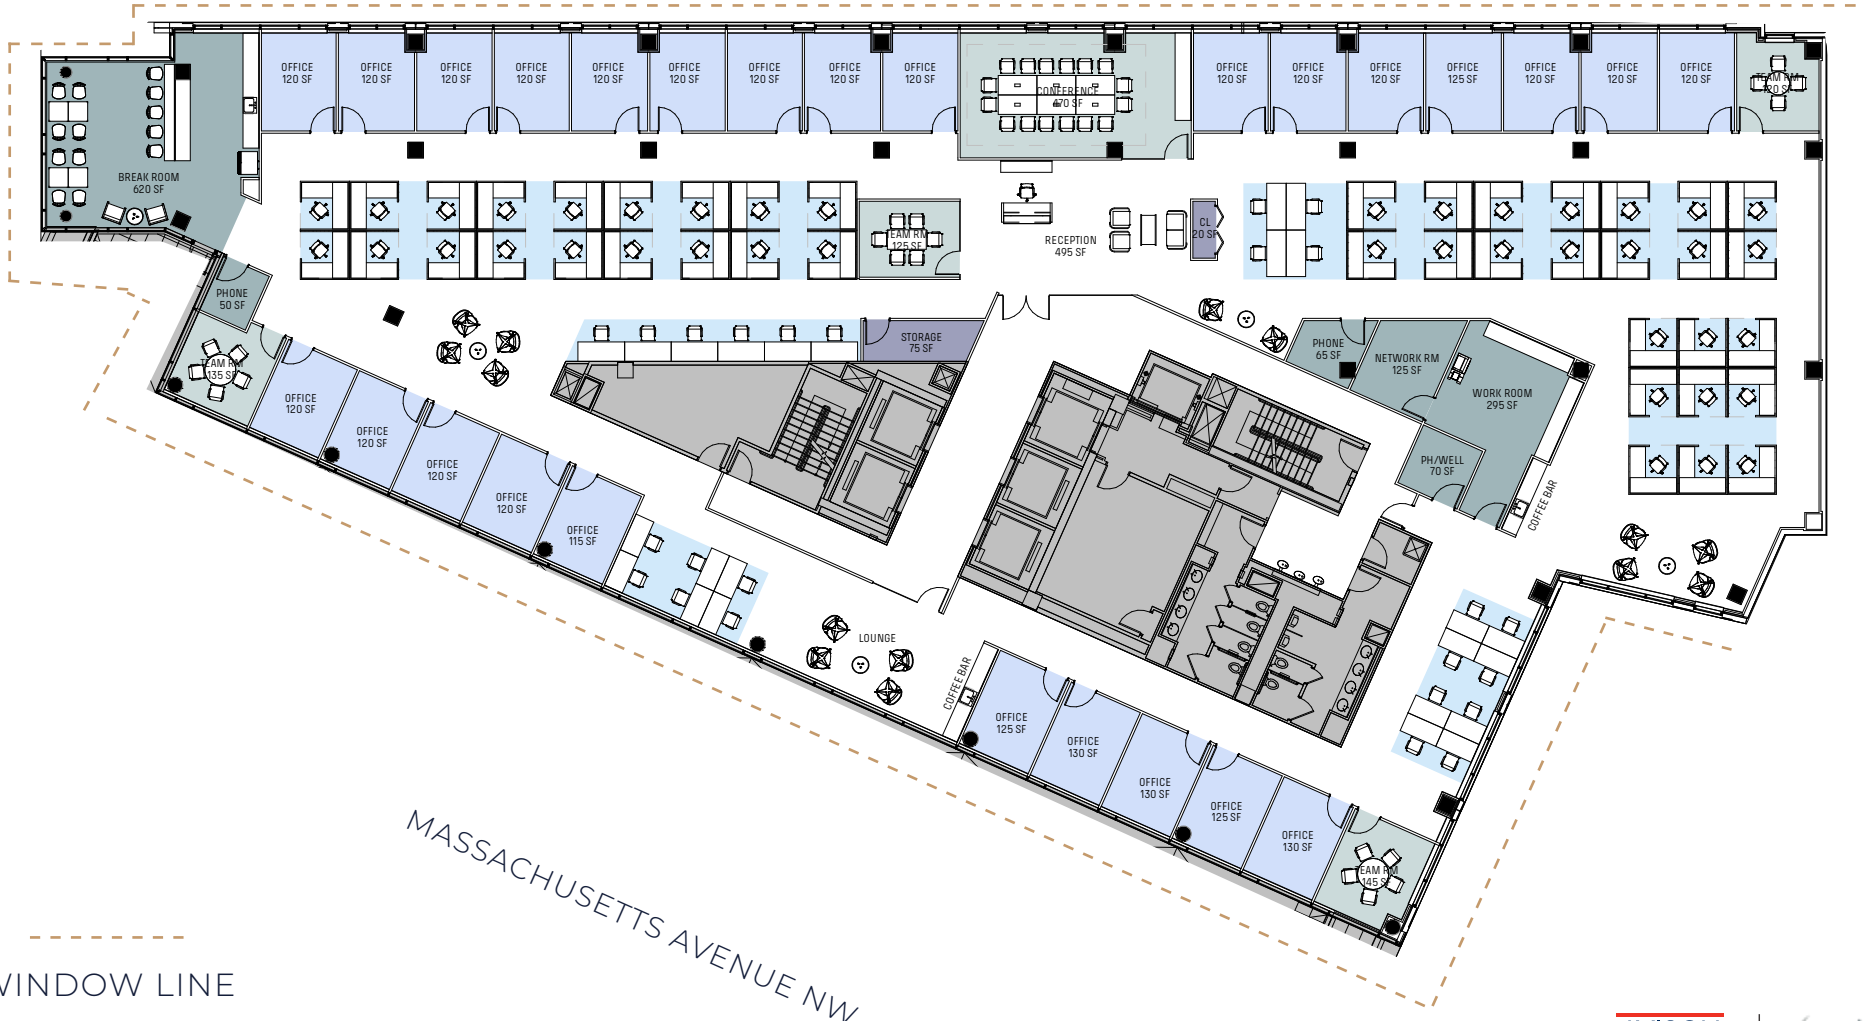 OFFICE
120 SF
OFFICE
120 SF
OFFICE
120 SF
OFFICE
120 SF
OFFICE
120 SF
OFFICE
120 SF
OFFICE
120 SF
OFFICE
120 SF
OFFICE
120 SF
CONFERENCE
470 SF
OFFICE
120 SF
OFFICE
120 SF
OFFICE
120 SF
OFFICE
125 SF
OFFICE
120 SF
OFFICE
120 SF
OFFICE
120 SF
TEAM RM
120 SF
BREAK ROOM
620 SF
TEAM RM
125 SF
RECEPTION
495 SF
CL
20 SF
PHONE
50 SF
STORAGE
75 SF
PHONE
65 SF
NETWORK RM
125 SF
WORK ROOM
295 SF
TEAM RM
135 SF
OFFICE
120 SF
OFFICE
120 SF
OFFICE
120 SF
OFFICE
120 SF
OFFICE
115 SF
PH/WELL
70 SF
COFFEE BAR
LOUNGE
COFFEE BAR
OFFICE
125 SF
OFFICE
130 SF
OFFICE
130 SF
OFFICE
125 SF
OFFICE
130 SF
TEAM RM
145 SF
MASSACHUSETTS AVENUE NW
WINDOW LINE